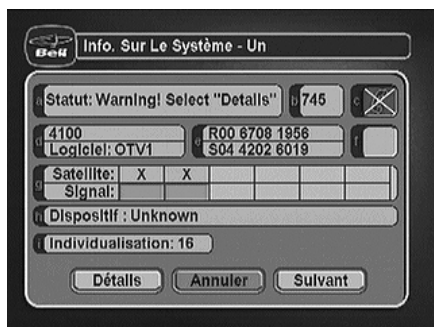 Bell
Info. Sur Le Système - Un
a Statut: Warning! Select "Details" b 745 c
d 4100 e R00 6708 1956 f
Logiciel: OTV1 S04 4202 6019
g Satellite: X X
Signal:
h Dispositif : Unknown
i Individualisation: 16
Détalls Annuler Suivant